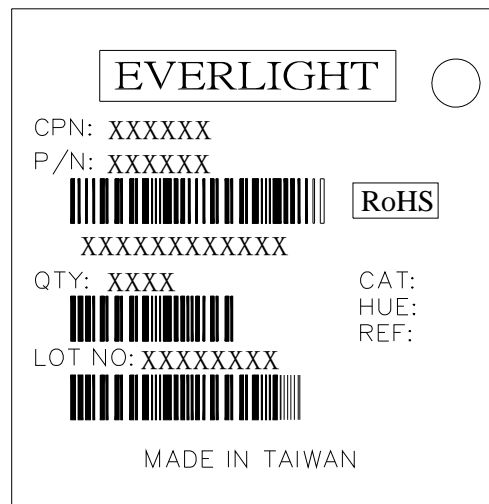 EVERLIGHT
CPN: XXXXXX
P/N: XXXXXX
RoHS
XXXXXXXXXXXX
QTY: XXXX
CAT:
HUE:
REF:
LOT NO: XXXXXXXX
MADE IN TAIWAN